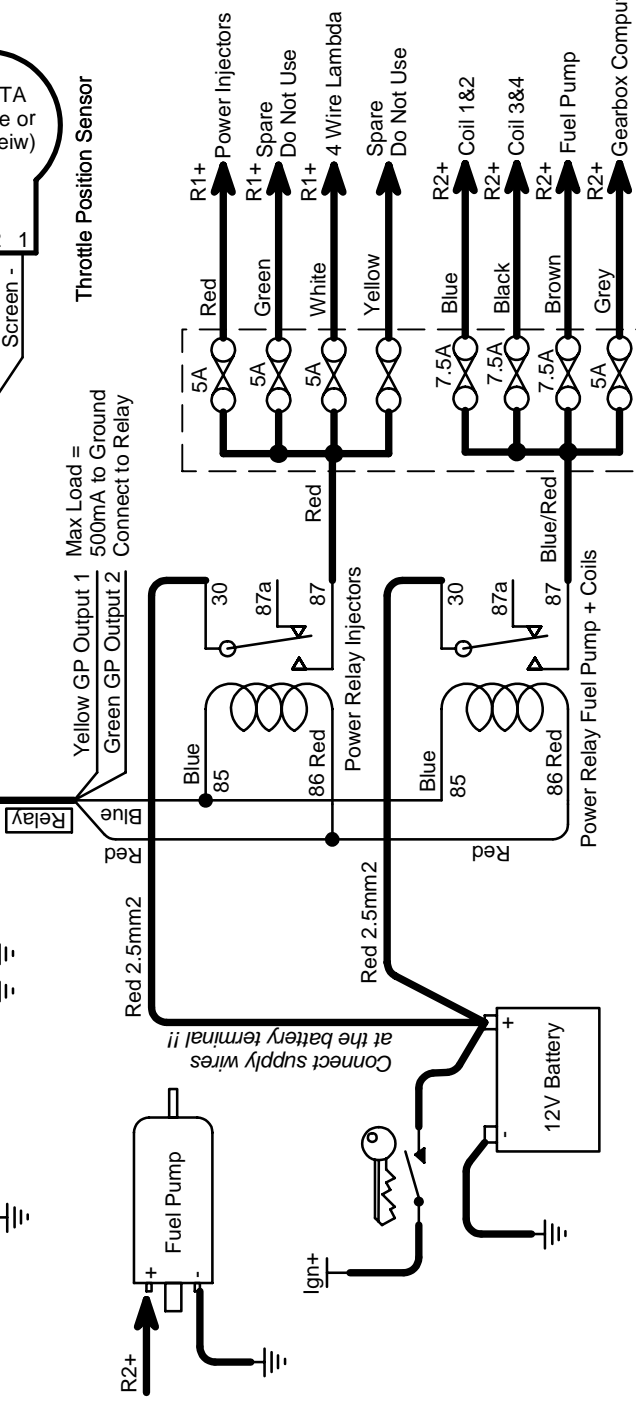 TA
e or
eiw)
1
Screen -
Throttle Position Sensor
R1+
Power Injectors
R1+
Spare
Do Not Use
R1+
4 Wire Lambda
Spare
Do Not Use
R2+
Coil 1&2
R2+
Coil 3&4
R2+
Fuel Pump
R2+
Gearbox Comput
Red
Green
White
Yellow
Blue
Black
Brown
Grey
5A
5A
5A
7.5A
7.5A
7.5A
5A
Red
Blue/Red
Max Load =
500mA to Ground
Connect to Relay
Yellow GP Output 1
Green GP Output 2
Relay
Blue
Red
30
87a
87
Blue
85
86 Red
Power Relay Injectors
30
87a
87
Blue
85
86 Red
Power Relay Fuel Pump + Coils
Red
Red 2.5mm2
Red 2.5mm2
Connect supply wires
at the battery terminal !!
Fuel Pump
+
-
R2+
Ign+
12V Battery
+
-